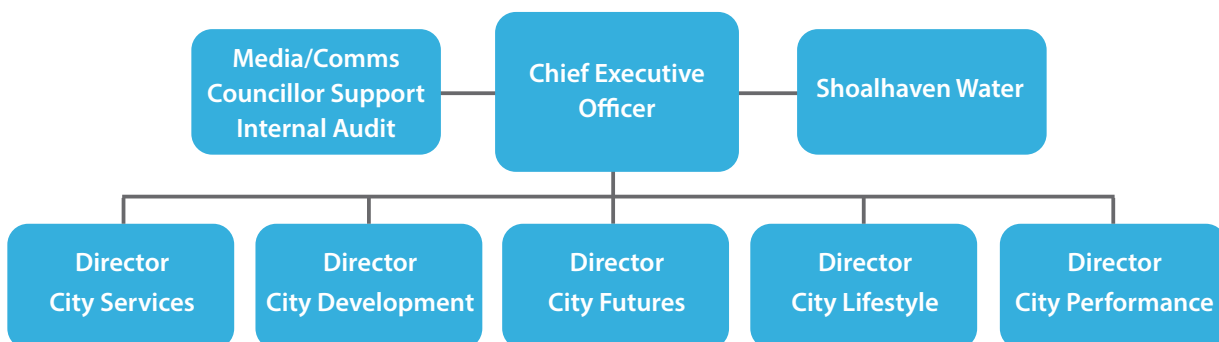 Media/Comms
Councillor Support
Internal Audit
Chief Executive
Officer
Shoalhaven Water
Director
City Services
Director
City Development
Director
City Futures
Director
City Lifestyle
Director
City Performance